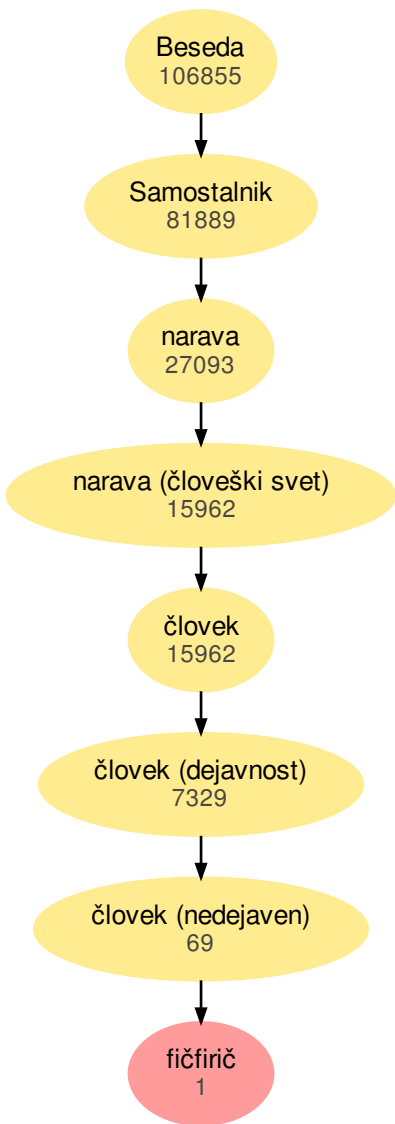 Beseda
106855
Samostalnik
81889
narava
27093
narava (človeški svet)
15962
človek
15962
človek (dejavnost)
7329
človek (nedejaven)
69
fičfirič
1